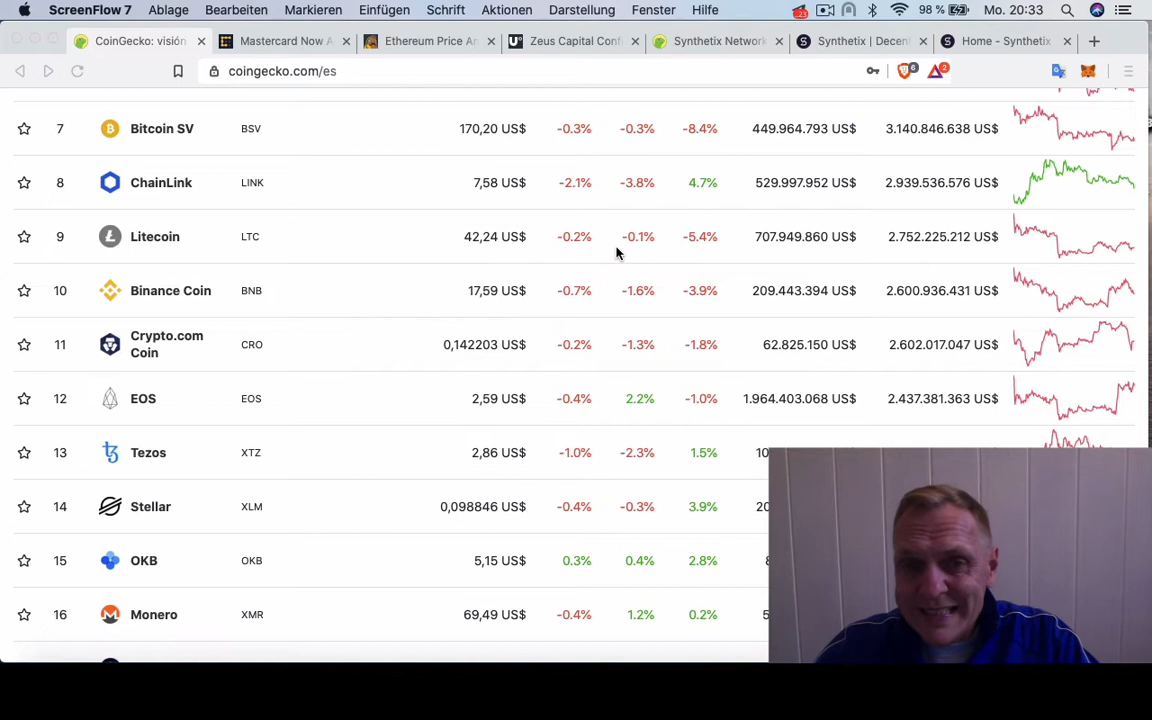 ScreenFlow 7 Ablage Bearbeiten Markieren Einfügen Schrift Aktionen Darstellung Fenster Hilfe 23 98 % Mo. 20:33
CoinGecko: visión Mastercard Now A Ethereum Price An Zeus Capital Conf Synthetix Network Synthetix | Decent Home - Synthetix
coingecko.com/es 6 2
7 Bitcoin SV BSV 170,20 US$ -0.3% -0.3% -8.4% 449.964.793 US$ 3.140.846.638 US$
8 ChainLink LINK 7,58 US$ -2.1% -3.8% 4.7% 529.997.952 US$ 2.939.536.576 US$
9 Litecoin LTC 42,24 US$ -0.2% -0.1% -5.4% 707.949.860 US$ 2.752.225.212 US$
10 Binance Coin BNB 17,59 US$ -0.7% -1.6% -3.9% 209.443.394 US$ 2.600.936.431 US$
11 Crypto.com Coin CRO 0,142203 US$ -0.2% -1.3% -1.8% 62.825.150 US$ 2.602.017.047 US$
12 EOS EOS 2,59 US$ -0.4% 2.2% -1.0% 1.964.403.068 US$ 2.437.381.363 US$
13 Tezos XTZ 2,86 US$ -1.0% -2.3% 1.5% 10
14 Stellar XLM 0,098846 US$ -0.4% -0.3% 3.9% 20
15 OKB OKB 5,15 US$ 0.3% 0.4% 2.8% 8
16 Monero XMR 69,49 US$ -0.4% 1.2% 0.2% 5